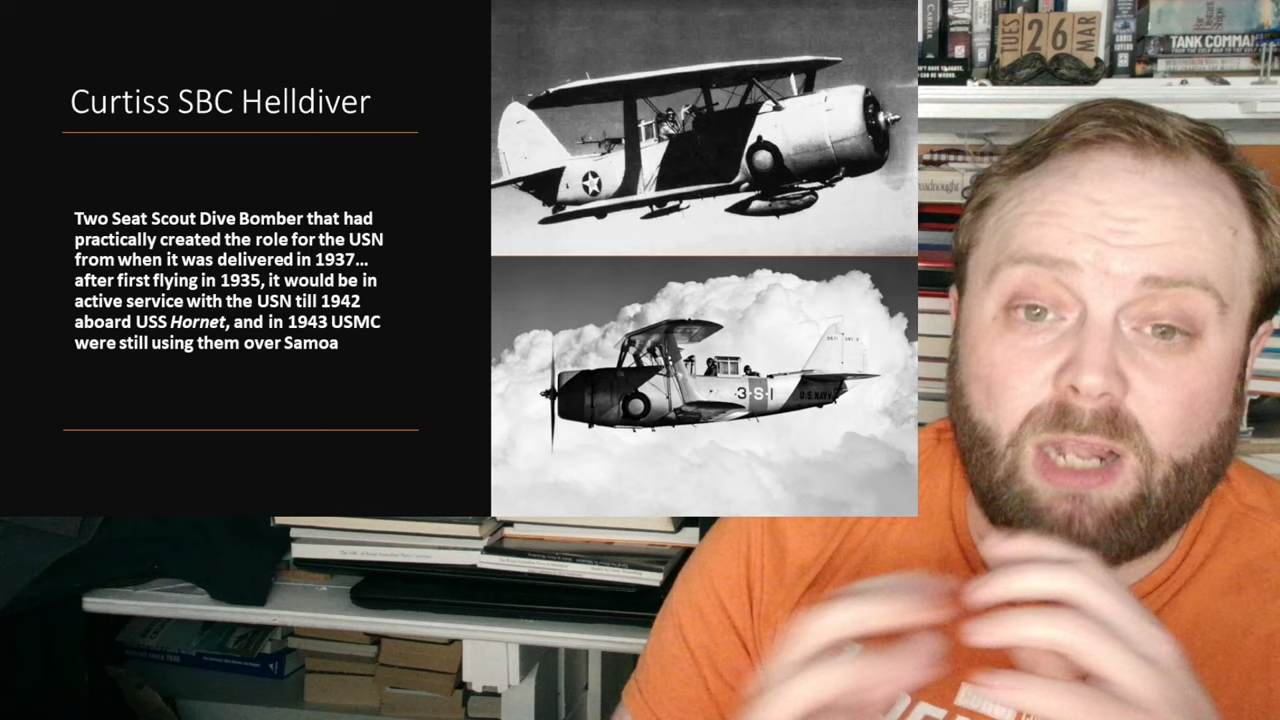 Curtiss SBC Helldiver
Two Seat Scout Dive Bomber that had
practically created the role for the USN
from when it was delivered in 1937...
after first flying in 1935, it would be in
active service with the USN till 1942
aboard USS Hornet, and in 1943 USMC
were still using them over Samoa
3-S-1
U.S. NAVY
TUES
26
MAR
CARRIER
TANK COMMAN